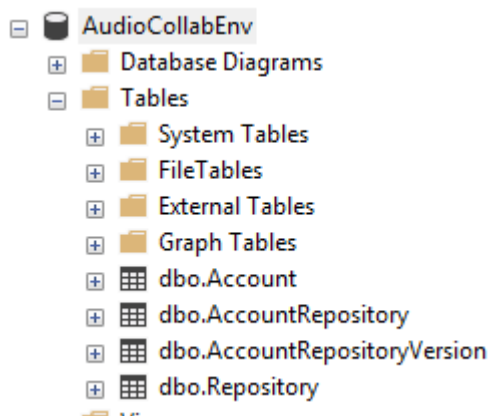 AudioCollabEnv
Database Diagrams
Tables
System Tables
FileTables
External Tables
Graph Tables
dbo.Account
dbo.AccountRepository
dbo.AccountRepositoryVersion
dbo.Repository